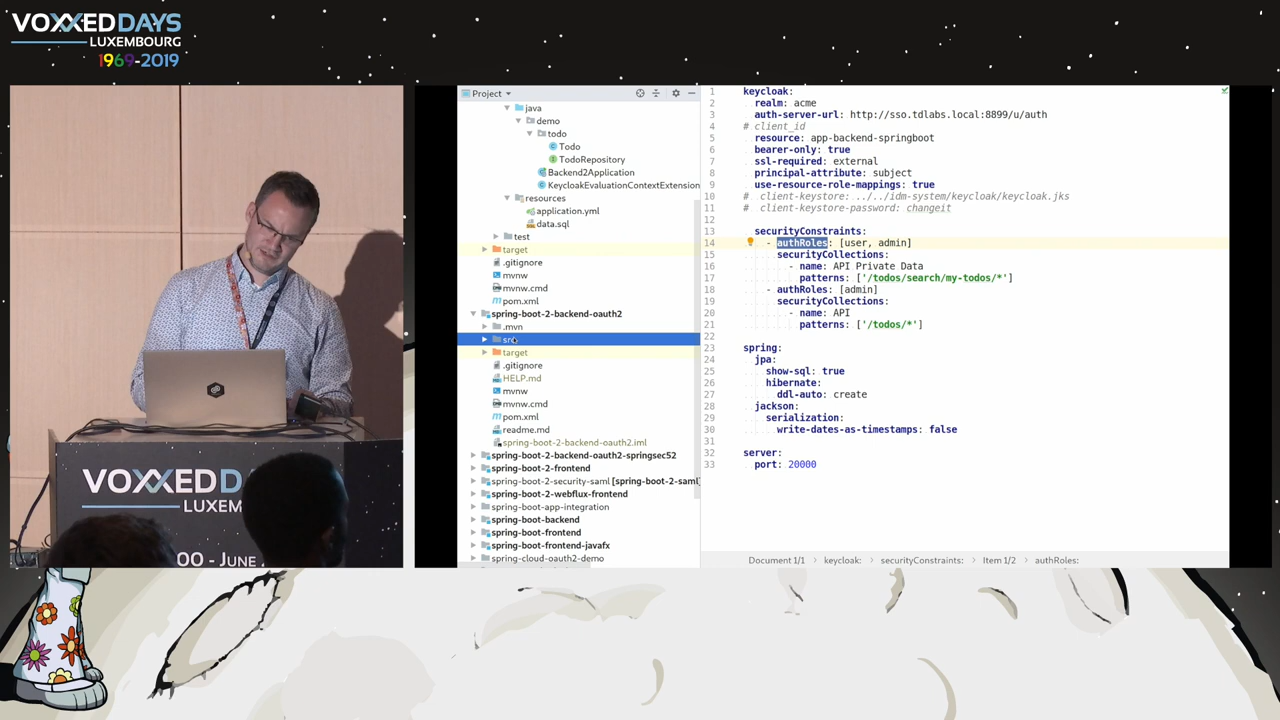 VOXXEDDAYS
LUXEMBOURG
1969-2019
VOXXED D
LUXEM
00 - JUNE
Project
java
demo
todo
Todo
TodoRepository
Backend2Application
KeycloakEvaluationContextExtension
resources
application.yml
data.sql
test
target
.gitignore
mvnw
mvnw.cmd
pom.xml
spring-boot-2-backend-oauth2
.mvn
src
target
.gitignore
HELP.md
mvnw
mvnw.cmd
pom.xml
readme.md
spring-boot-2-backend-oauth2.iml
spring-boot-2-backend-oauth2-springsec52
spring-boot-2-frontend
spring-boot-2-security-saml [spring-boot-2-saml]
spring-boot-2-webflux-frontend
spring-boot-app-integration
spring-boot-backend
spring-boot-frontend
spring-boot-frontend-javafx
spring-cloud-oauth2-demo
1 keycloak:
2 realm: acme
3 auth-server-url: http://sso.tdlabs.local:8899/u/auth
4 # client_id
5 resource: app-backend-springboot
6 bearer-only: true
7 ssl-required: external
8 principal-attribute: subject
9 use-resource-role-mappings: true
10 # client-keystore: ../../idm-system/keycloak/keycloak.jks
11 # client-keystore-password: changeit
12
13 securityConstraints:
14 - authRoles: [user, admin]
15 securityCollections:
16 - name: API Private Data
17 patterns: ['/todos/search/my-todos/*']
18 - authRoles: [admin]
19 securityCollections:
20 - name: API
21 patterns: ['/todos/*']
22
23 spring:
24 jpa:
25 show-sql: true
26 hibernate:
27 ddl-auto: create
28 jackson:
29 serialization:
30 write-dates-as-timestamps: false
31
32 server:
33 port: 20000
Document 1/1 › keycloak: › securityConstraints: › Item 1/2 › authRoles: